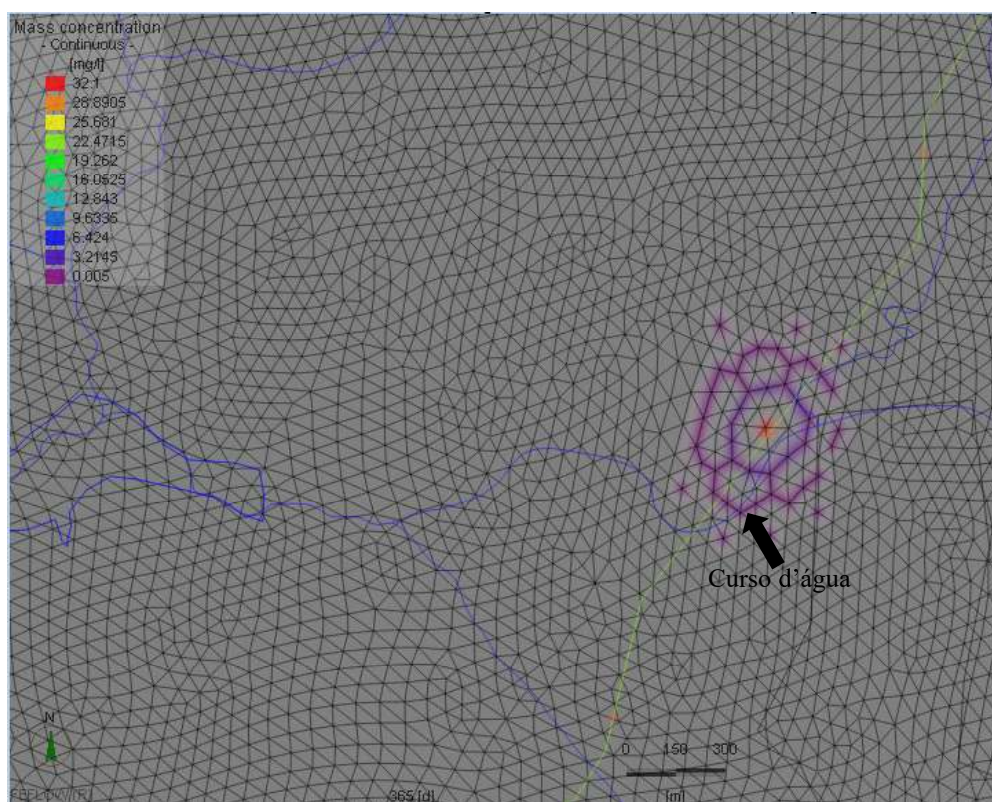 Mass concentration
- Continuous -
[mg/l]
32.1
28.8905
25.681
22.4715
19.262
16.0525
12.843
9.6335
6.424
3.2145
0.005
Curso d'água
N
0 150 300
FEFLOW (R)
365 [d]
[m]